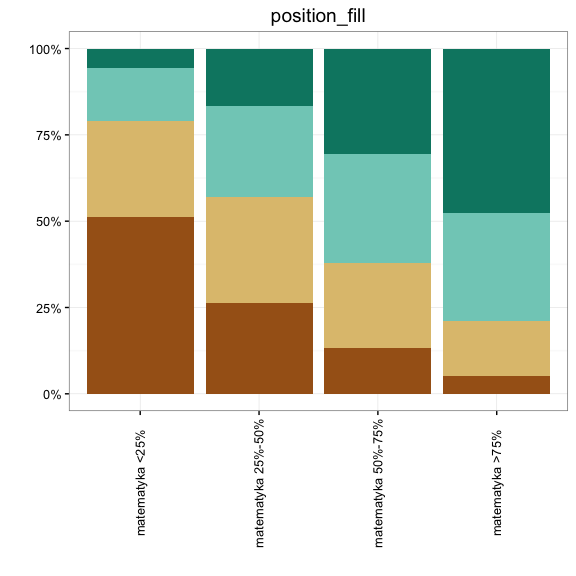 position_fill
100%
75%
50%
25%
0%
matematyka <25%
matematyka 25%-50%
matematyka 50%-75%
matematyka >75%